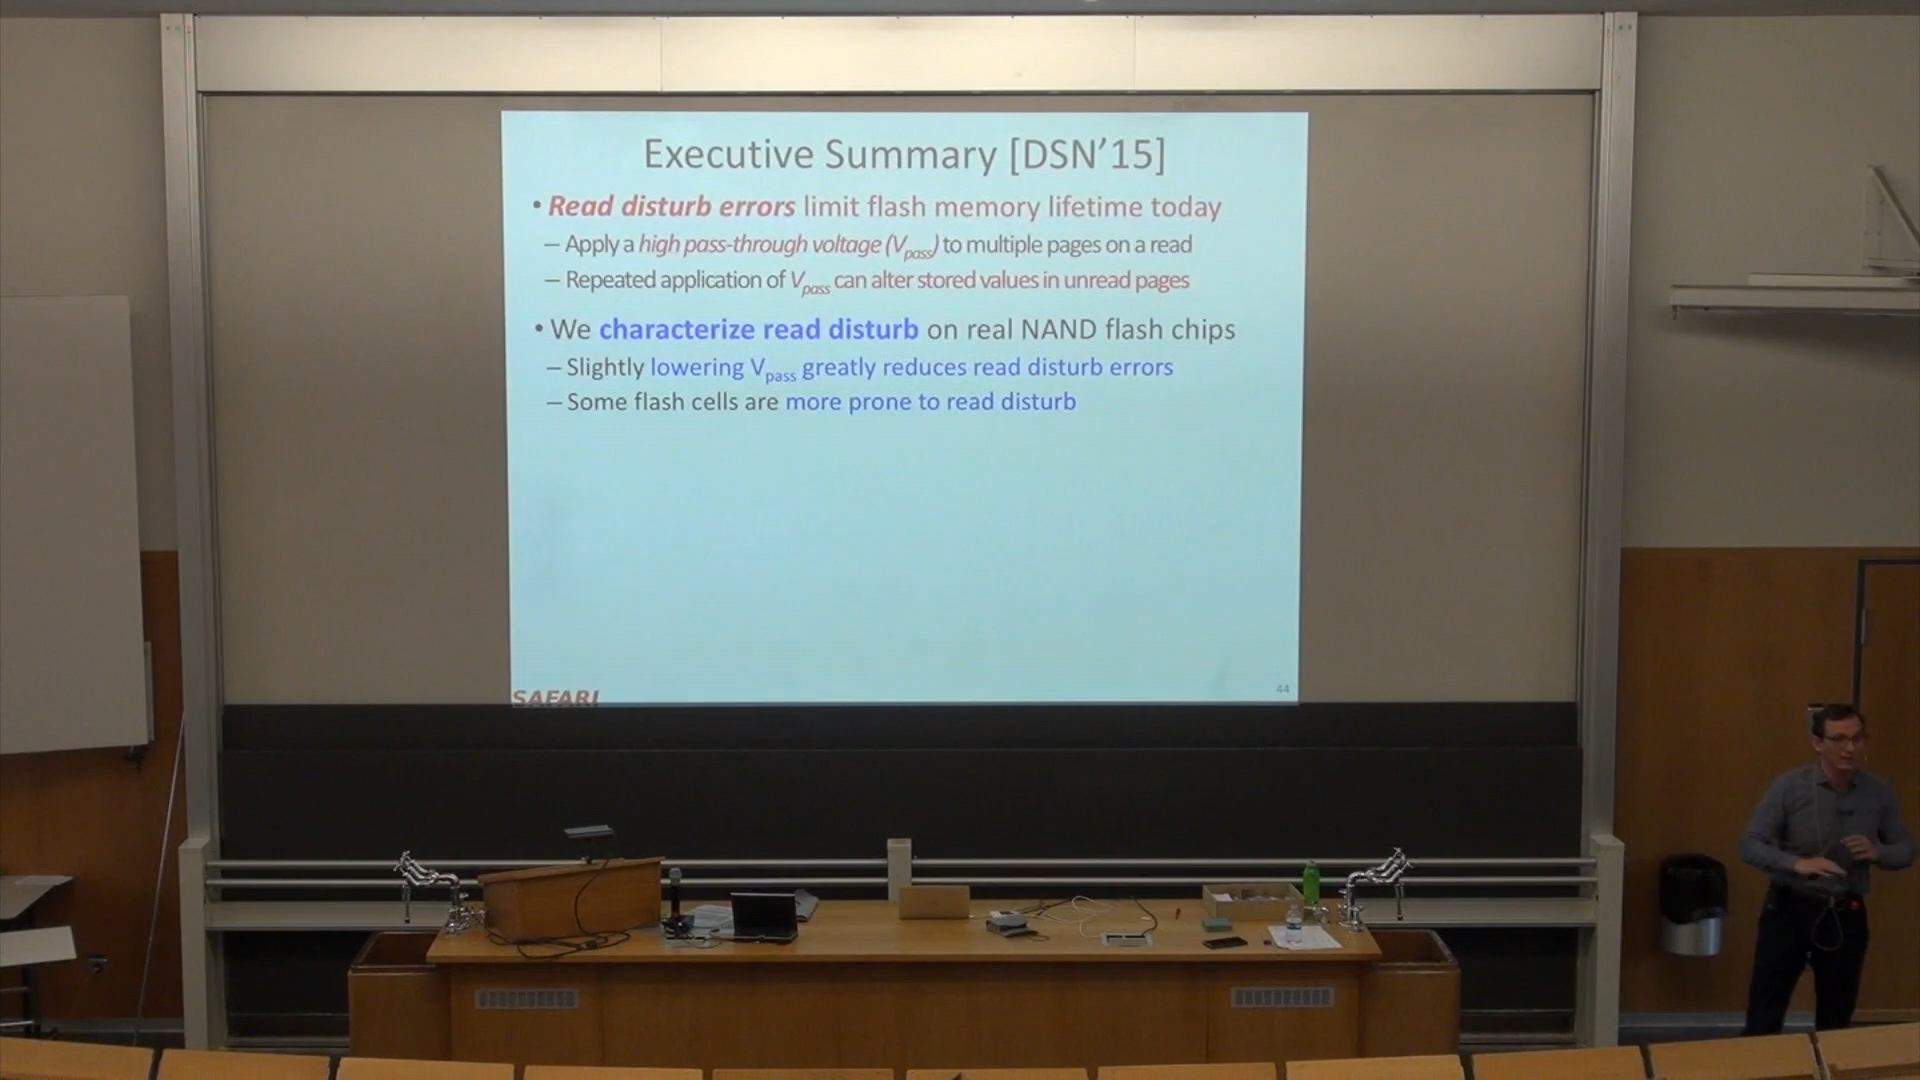 Executive Summary [DSN’15]
• Read disturb errors limit flash memory lifetime today
– Apply a high pass-through voltage (Vpass) to multiple pages on a read
– Repeated application of Vpass can alter stored values in unread pages
• We characterize read disturb on real NAND flash chips
– Slightly lowering Vpass greatly reduces read disturb errors
– Some flash cells are more prone to read disturb
SAFARI
44